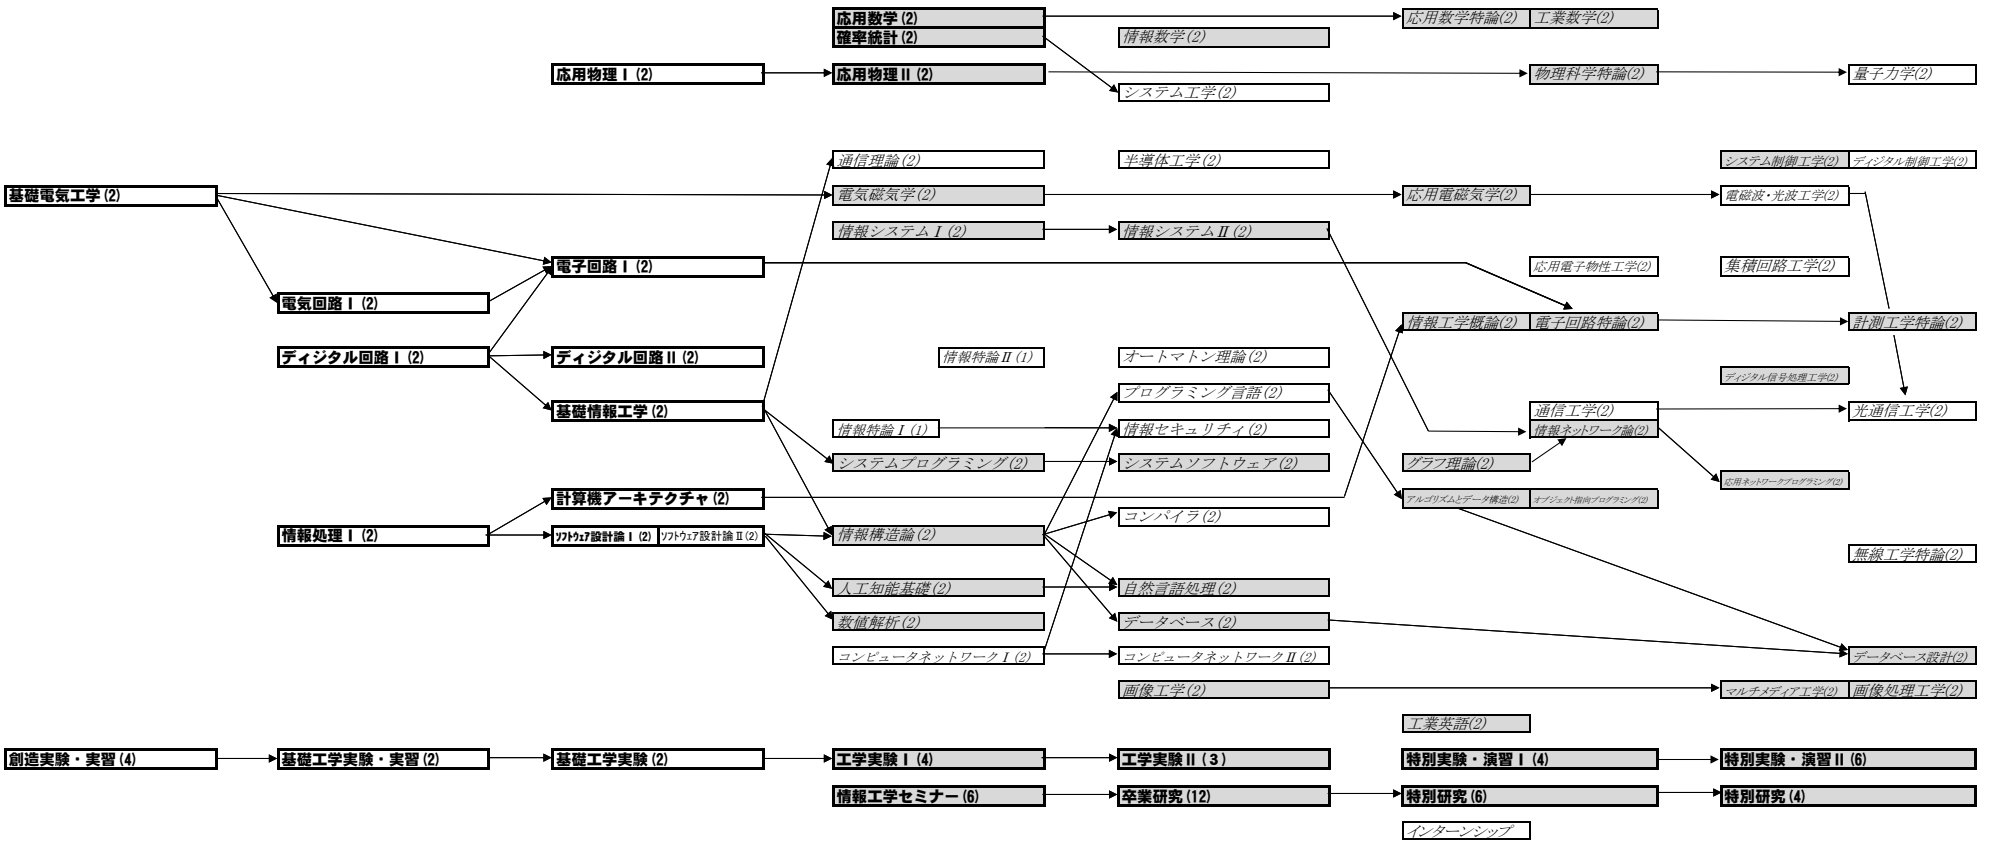 応用数学(2)
応用数学特論(2) 工業数学(2)
確率統計(2)
情報数学(2)
応用物理Ⅰ(2)
応用物理Ⅱ(2)
物理科学特論(2)
量子力学(2)
システム工学(2)
通信理論(2)
半導体工学(2)
システム制御工学(2) ディジタル制御工学(2)
基礎電気工学(2)
電気磁気学(2)
応用電磁気学(2)
電磁波・光波工学(2)
情報システムⅠ(2)
情報システムⅡ(2)
電子回路Ⅰ(2)
応用電子物性工学(2)
集積回路工学(2)
電気回路Ⅰ(2)
情報工学概論(2) 電子回路特論(2)
計測工学特論(2)
ディジタル回路Ⅰ(2)
ディジタル回路Ⅱ(2)
情報特論Ⅱ(1)
オートマトン理論(2)
ディジタル信号処理工学(2)
プログラミング言語(2)
基礎情報工学(2)
通信工学(2)
光通信工学(2)
情報特論Ⅰ(1)
情報セキュリティ(2)
情報ネットワーク論(2)
システムプログラミング(2)
システムソフトウェア(2)
グラフ理論(2)
応用ネットワークプログラミング(2)
計算機アーキテクチャ(2)
アルゴリズムとデータ構造(2) オブジェクト指向プログラミング(2)
コンパイラ(2)
情報処理Ⅰ(2)
ソフトウェア設計論Ⅰ(2) ソフトウェア設計論Ⅱ(2)
情報構造論(2)
無線工学特論(2)
人工知能基礎(2)
自然言語処理(2)
数値解析(2)
データベース(2)
コンピュータネットワークⅠ(2)
コンピュータネットワークⅡ(2)
データベース設計(2)
画像工学(2)
マルチメディア工学(2) 画像処理工学(2)
工業英語(2)
創造実験・実習(4)
基礎工学実験・実習(2)
基礎工学実験(2)
工学実験Ⅰ(4)
工学実験Ⅱ(3)
特別実験・演習Ⅰ(4)
特別実験・演習Ⅱ(6)
情報工学セミナー(6)
卒業研究(12)
特別研究(6)
特別研究(4)
インターンシップ